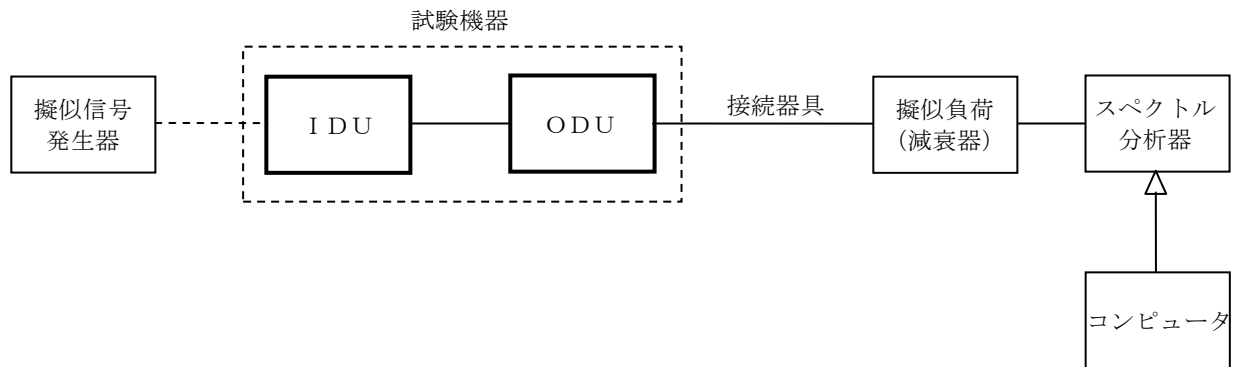 試験機器
擬似信号
発生器
ＩＤＵ
ＯＤＵ
接続器具
擬似負荷
（減衰器）
スペクトル
分析器
コンピュータ